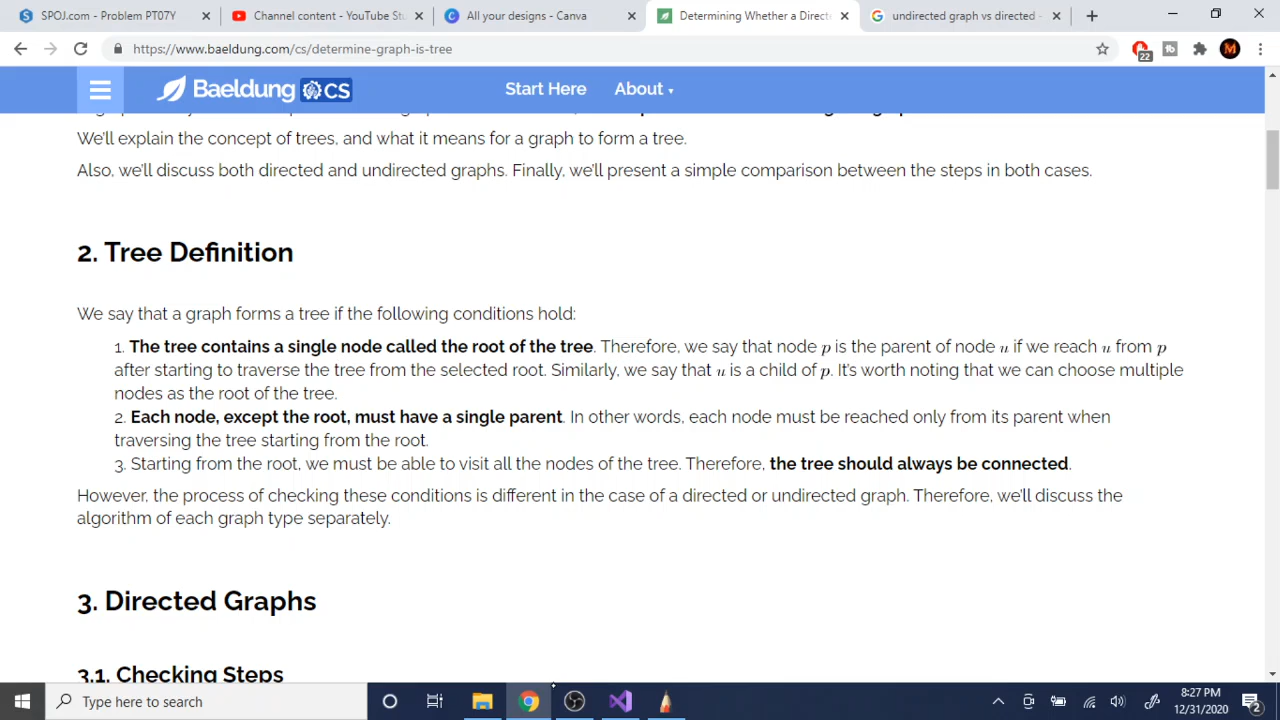 SPOJ.com - Problem PT07Y
Channel content - YouTube Stu
All your designs - Canva
Determining Whether a Directe
undirected graph vs directed -
https://www.baeldung.com/cs/determine-graph-is-tree
22
M
Baeldung CS
Start Here
About
We'll explain the concept of trees, and what it means for a graph to form a tree.
Also, we'll discuss both directed and undirected graphs. Finally, we'll present a simple comparison between the steps in both cases.
2. Tree Definition
We say that a graph forms a tree if the following conditions hold:
1. The tree contains a single node called the root of the tree. Therefore, we say that node p is the parent of node u if we reach u from p
after starting to traverse the tree from the selected root. Similarly, we say that u is a child of p. It's worth noting that we can choose multiple
nodes as the root of the tree.
2. Each node, except the root, must have a single parent. In other words, each node must be reached only from its parent when
traversing the tree starting from the root.
3. Starting from the root, we must be able to visit all the nodes of the tree. Therefore, the tree should always be connected.
However, the process of checking these conditions is different in the case of a directed or undirected graph. Therefore, we'll discuss the
algorithm of each graph type separately.
3. Directed Graphs
3.1. Checking Steps
Type here to search
8:27 PM
12/31/2020
2